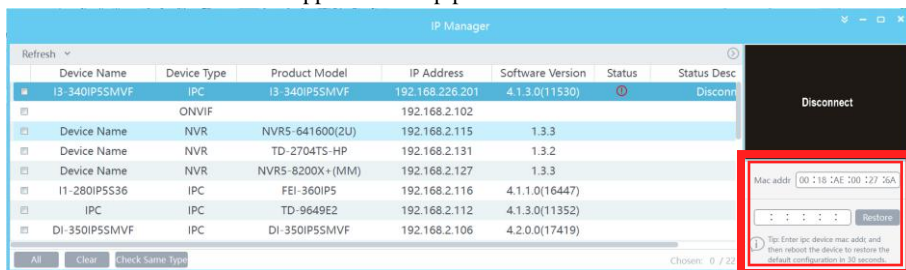 IP Manager
Refresh
Device Name Device Type Product Model IP Address Software Version Status Status Desc
I3-340IP5SMVF IPC I3-340IP5SMVF 192.168.226.201 4.1.3.0(11530) Disconn
ONVIF 192.168.2.102
Device Name NVR NVR5-641600(2U) 192.168.2.115 1.3.3
Device Name NVR TD-2704TS-HP 192.168.2.131 1.3.2
Device Name NVR NVR5-8200X+(MM) 192.168.2.127 1.3.3
I1-280IP5S36 IPC FEI-360IP5 192.168.2.116 4.1.1.0(16447)
IPC IPC TD-9649E2 192.168.2.112 4.1.3.0(11352)
DI-350IP5SMVF IPC DI-350IP5SMVF 192.168.2.106 4.2.0.0(17419)
All Clear Check Same Type Chosen: 0 / 22
Disconnect
Mac addr 00 : 18 : AE : 00 : 27 : 6A
: : : : : Restore
Tip: Enter ipc device mac addr, and
then reboot the device to restore the
default configuration in 30 seconds.